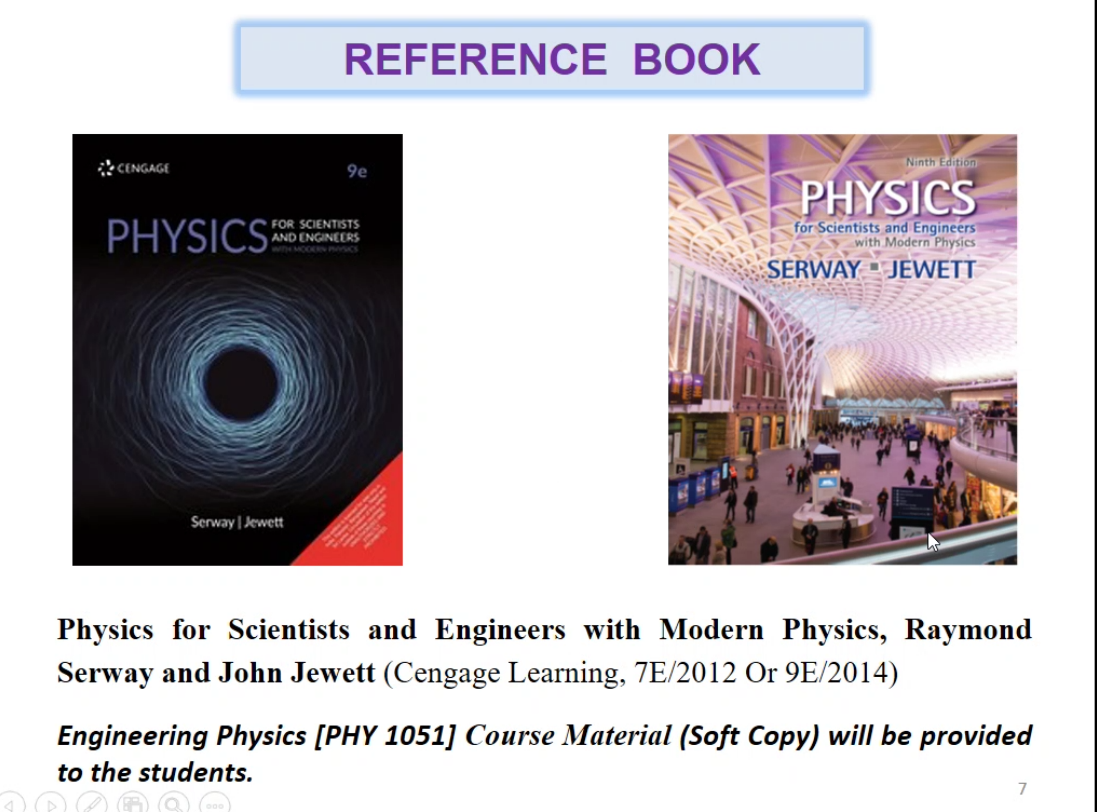 REFERENCE BOOK
CENGAGE
9e
PHYSICS FOR SCIENTISTS
AND ENGINEERS
WITH MODERN PHYSICS
Serway | Jewett
Ninth Edition
PHYSICS
for Scientists and Engineers
with Modern Physics
SERWAY ▪ JEWETT
Physics for Scientists and Engineers with Modern Physics, Raymond
Serway and John Jewett (Cengage Learning, 7E/2012 Or 9E/2014)
Engineering Physics [PHY 1051] Course Material (Soft Copy) will be provided
to the students.
7